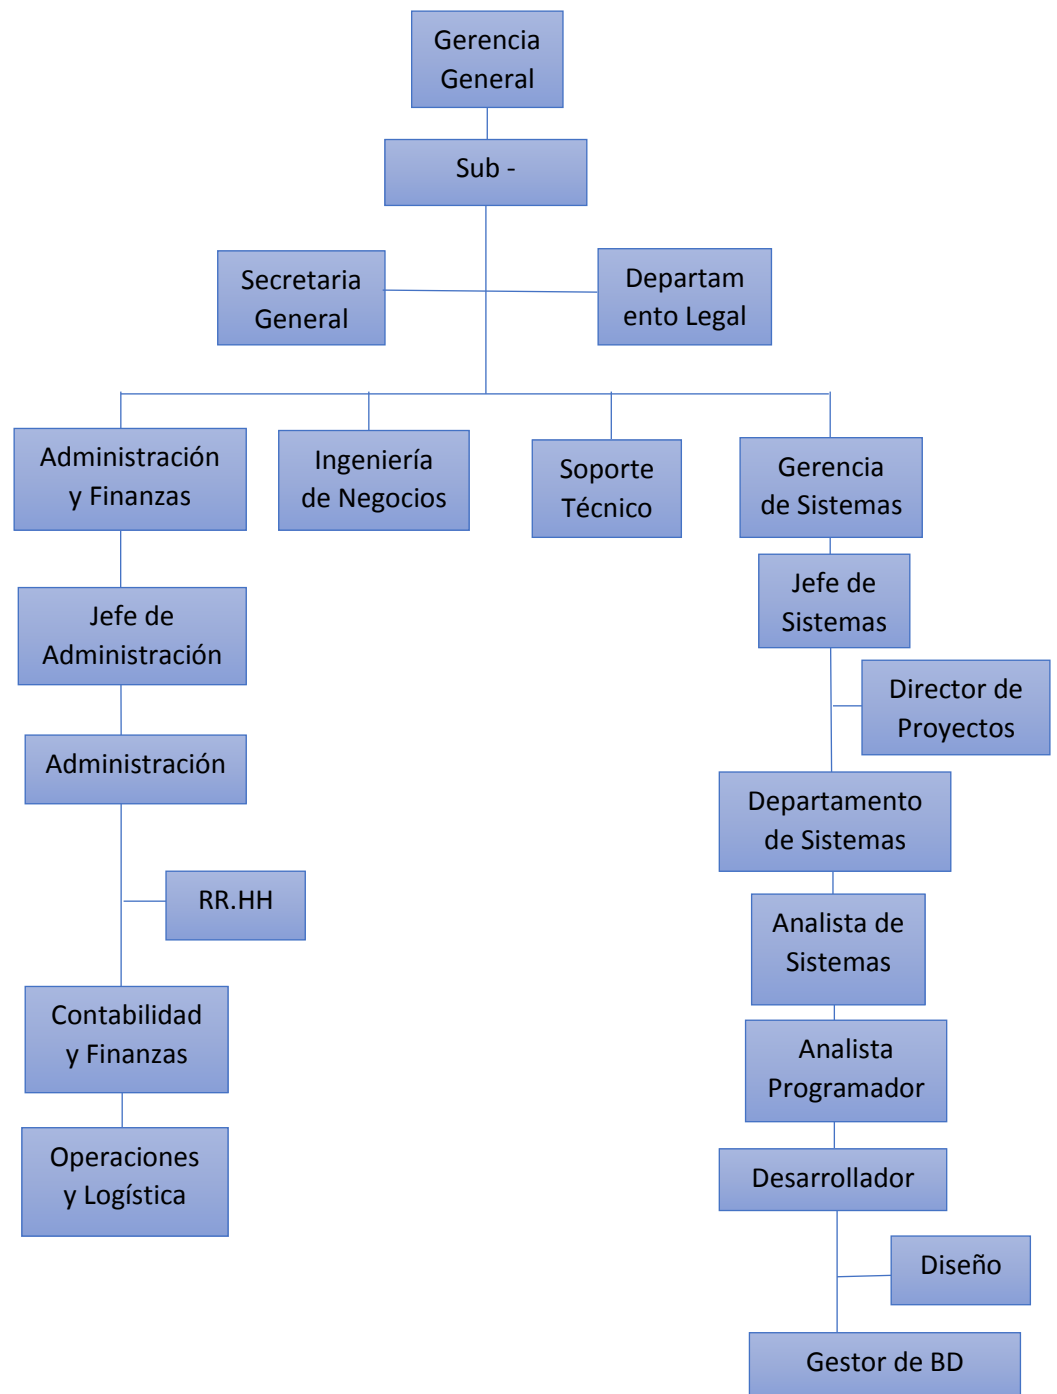 Gerencia
General
Sub -
Secretaria
General
Departam
ento Legal
Administración
y Finanzas
Ingeniería
de Negocios
Soporte
Técnico
Gerencia
de Sistemas
Jefe de
Administración
Jefe de
Sistemas
Director de
Proyectos
Administración
Departamento
de Sistemas
RR.HH
Analista de
Sistemas
Contabilidad
y Finanzas
Analista
Programador
Operaciones
y Logística
Desarrollador
Diseño
Gestor de BD